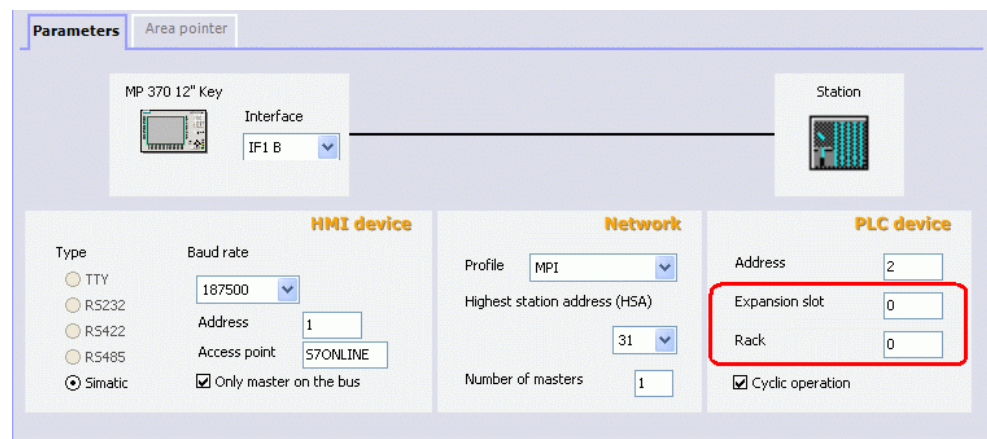 Parameters Area pointer
MP 370 12" Key
Interface
IF1 B
Station
HMI device
Type
TTY
RS232
RS422
RS485
Simatic
Baud rate
187500
Address 1
Access point S7ONLINE
Only master on the bus
Network
Profile MPI
Highest station address (HSA)
31
Number of masters 1
PLC device
Address 2
Expansion slot 0
Rack 0
Cyclic operation